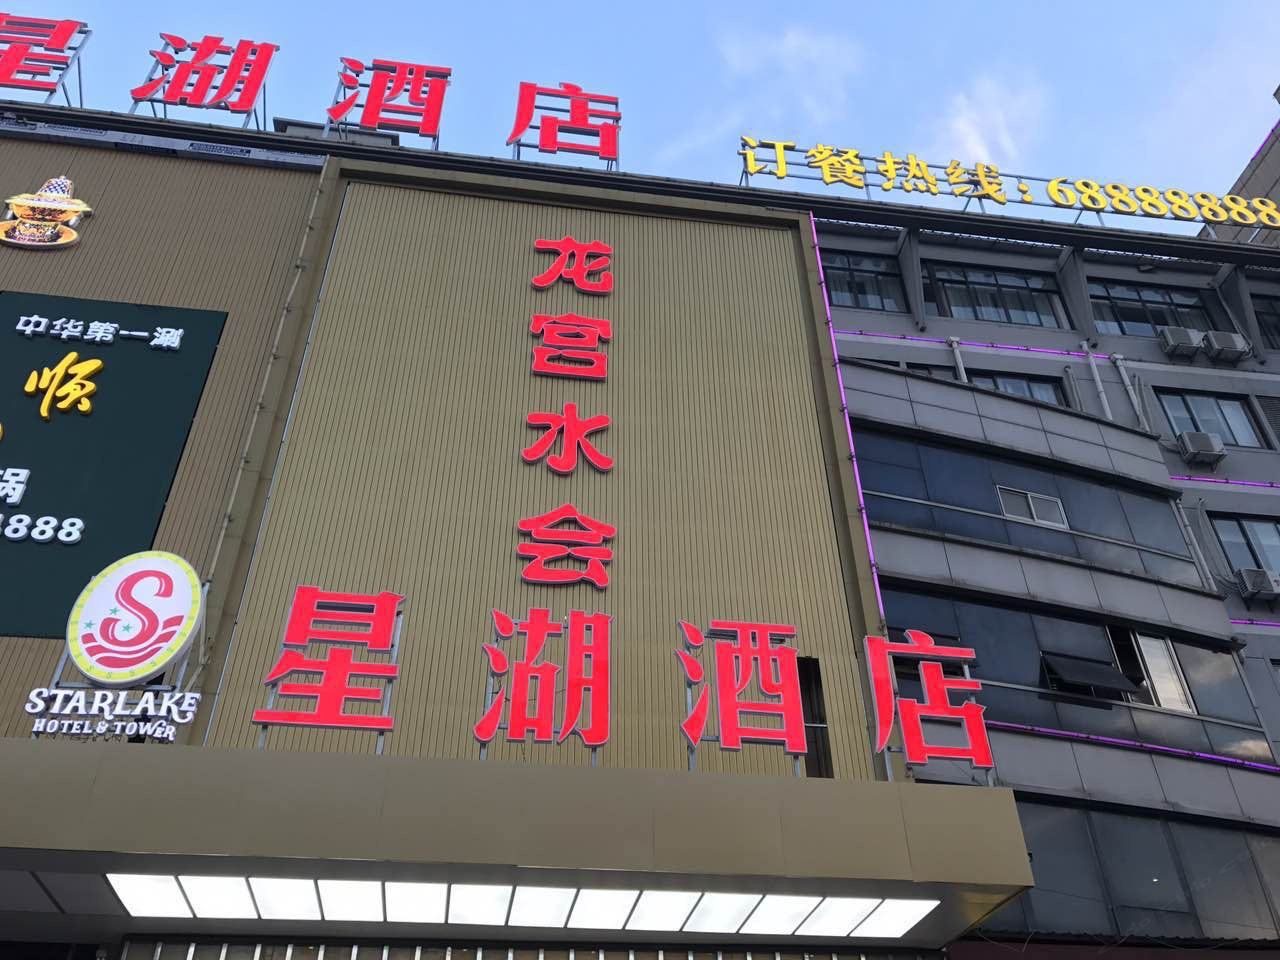 星湖酒店
订餐热线:68888888
龙宫水会
中华第一涮
顺
锅
888
S
STARLAKE
HOTEL & TOWER
星湖酒店